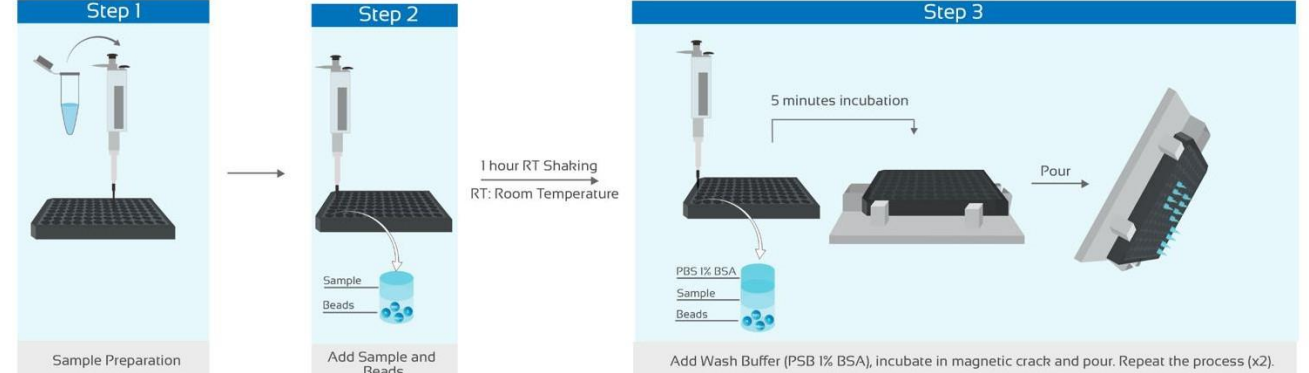 Step 1
Sample Preparation
Step 2
Sample
Beads
Add Sample and
Beads
1 hour RT Shaking
RT: Room Temperature
Step 3
5 minutes incubation
Pour
PBS 1% BSA
Sample
Beads
Add Wash Buffer (PSB 1% BSA), incubate in magnetic crack and pour. Repeat the process (x2).